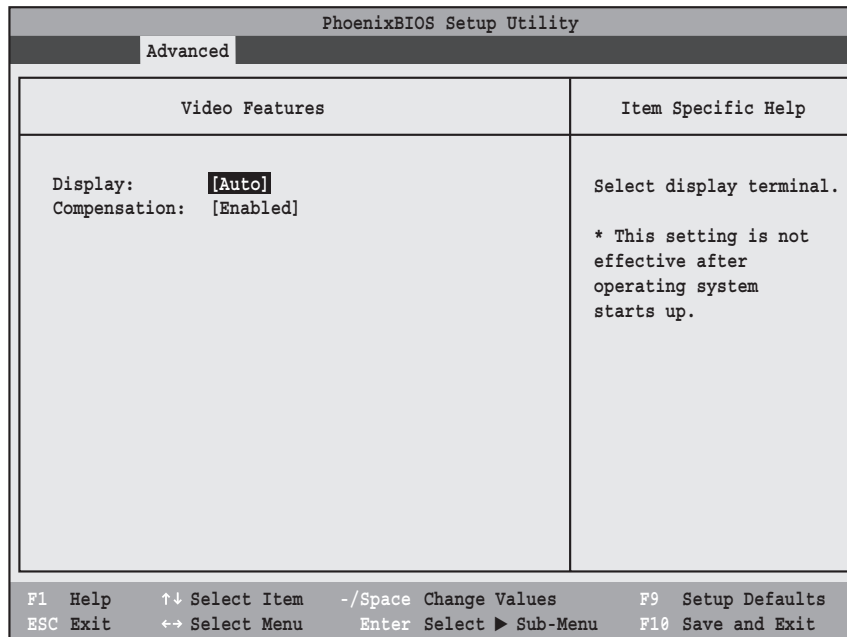 PhoenixBIOS Setup Utility
Advanced
Video Features
Item Specific Help
Display: [Auto]
Compensation: [Enabled]
Select display terminal.
* This setting is not
effective after
operating system
starts up.
F1 Help ↑↓ Select Item -/Space Change Values F9 Setup Defaults
ESC Exit ←→ Select Menu Enter Select ▶ Sub-Menu F10 Save and Exit